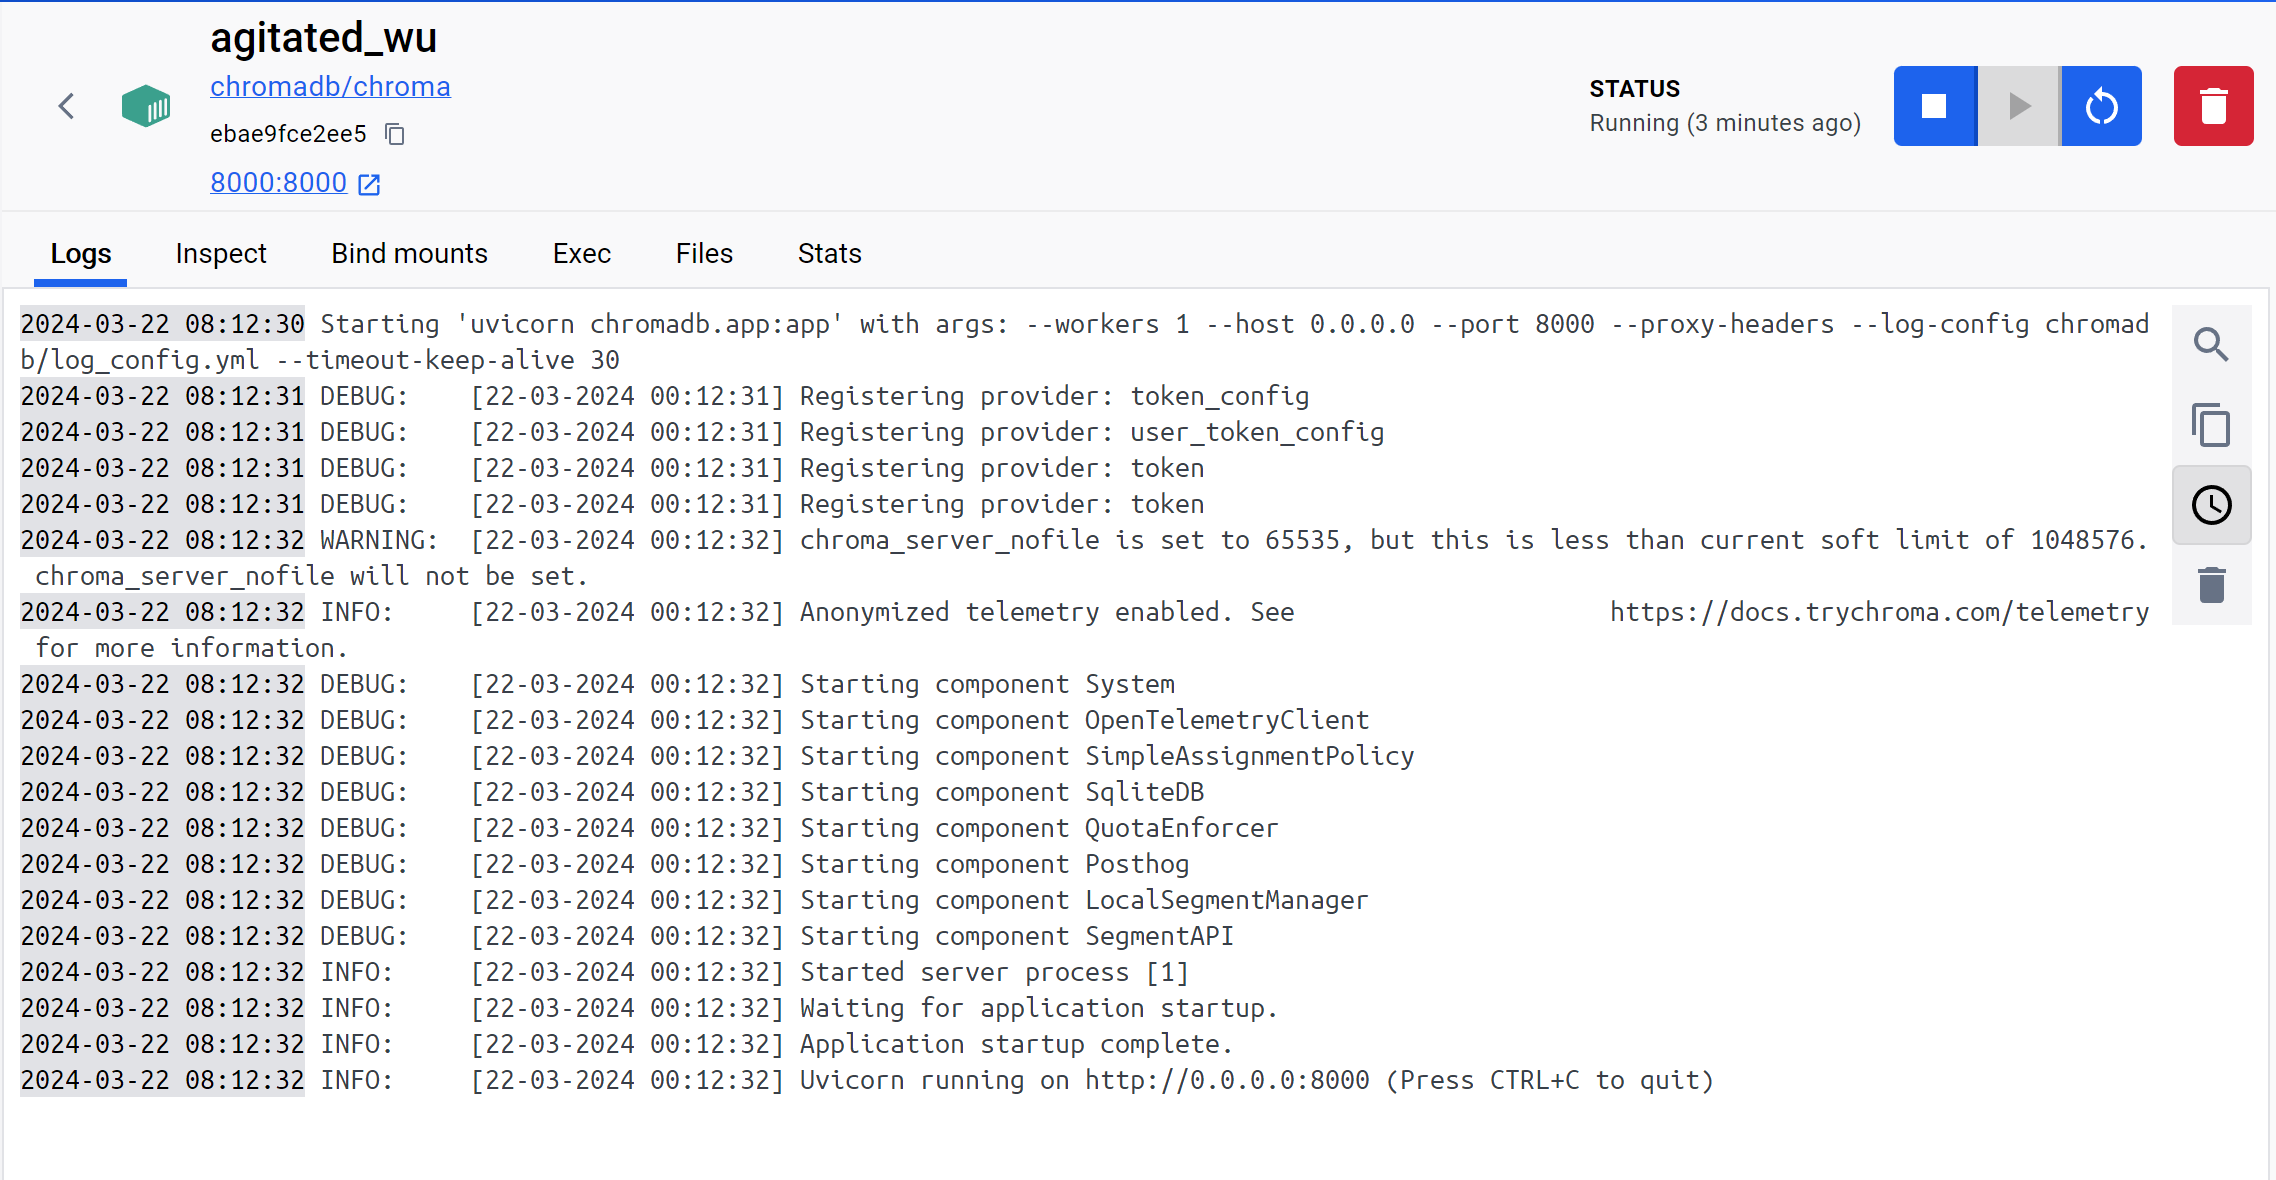 agitated_wu
chromadb/chroma
ebae9fce2ee5
8000:8000
STATUS
Running (3 minutes ago)
Logs Inspect Bind mounts Exec Files Stats
2024-03-22 08:12:30 Starting 'uvicorn chromadb.app:app' with args: --workers 1 --host 0.0.0.0 --port 8000 --proxy-headers --log-config chromad
b/log_config.yml --timeout-keep-alive 30
2024-03-22 08:12:31 DEBUG:    [22-03-2024 00:12:31] Registering provider: token_config
2024-03-22 08:12:31 DEBUG:    [22-03-2024 00:12:31] Registering provider: user_token_config
2024-03-22 08:12:31 DEBUG:    [22-03-2024 00:12:31] Registering provider: token
2024-03-22 08:12:31 DEBUG:    [22-03-2024 00:12:31] Registering provider: token
2024-03-22 08:12:32 WARNING:  [22-03-2024 00:12:32] chroma_server_nofile is set to 65535, but this is less than current soft limit of 1048576.
 chroma_server_nofile will not be set.
2024-03-22 08:12:32 INFO:     [22-03-2024 00:12:32] Anonymized telemetry enabled. See                     https://docs.trychroma.com/telemetry
 for more information.
2024-03-22 08:12:32 DEBUG:    [22-03-2024 00:12:32] Starting component System
2024-03-22 08:12:32 DEBUG:    [22-03-2024 00:12:32] Starting component OpenTelemetryClient
2024-03-22 08:12:32 DEBUG:    [22-03-2024 00:12:32] Starting component SimpleAssignmentPolicy
2024-03-22 08:12:32 DEBUG:    [22-03-2024 00:12:32] Starting component SqliteDB
2024-03-22 08:12:32 DEBUG:    [22-03-2024 00:12:32] Starting component QuotaEnforcer
2024-03-22 08:12:32 DEBUG:    [22-03-2024 00:12:32] Starting component Posthog
2024-03-22 08:12:32 DEBUG:    [22-03-2024 00:12:32] Starting component LocalSegmentManager
2024-03-22 08:12:32 DEBUG:    [22-03-2024 00:12:32] Starting component SegmentAPI
2024-03-22 08:12:32 INFO:     [22-03-2024 00:12:32] Started server process [1]
2024-03-22 08:12:32 INFO:     [22-03-2024 00:12:32] Waiting for application startup.
2024-03-22 08:12:32 INFO:     [22-03-2024 00:12:32] Application startup complete.
2024-03-22 08:12:32 INFO:     [22-03-2024 00:12:32] Uvicorn running on http://0.0.0.0:8000 (Press CTRL+C to quit)